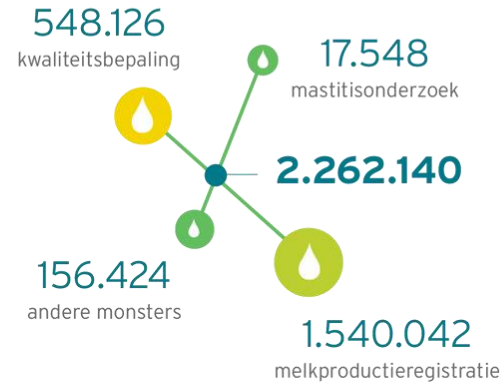 548.126
kwaliteitsbepaling
17.548
mastitisonderzoek
2.262.140
156.424
andere monsters
1.540.042
melkproductieregistratie